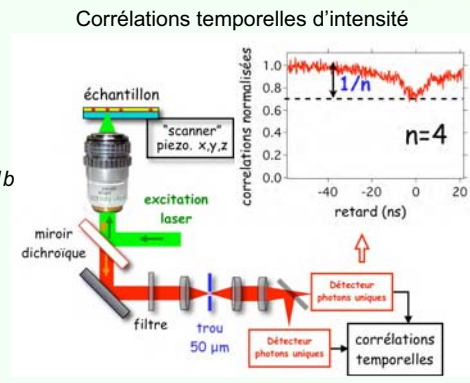 Corrélations temporelles d'intensité
corrélations normalisées
1.0
0.8
0.6
0.4
0.2
0.0
1/n
n=4
-40
-20
0
20
retard (ns)
échantillon
"scanner"
piezo. x,y,z
b
excitation
laser
miroir
dichroïque
filtre
trou
50 µm
Détecteur
photons uniques
Détecteur
photons uniques
corrélations
temporelles